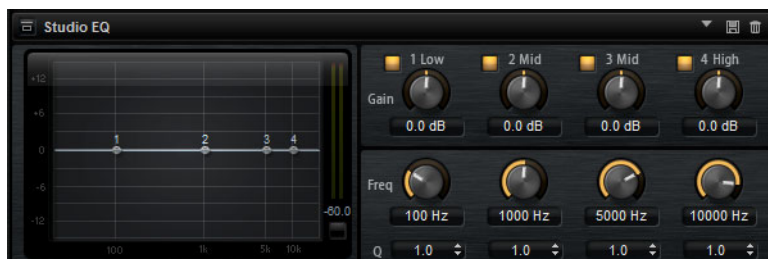 Studio EQ
+12
+6
0
-6
-12
1 2 3 4
100 1k 5k 10k
-60.0
1 Low 2 Mid 3 Mid 4 High
Gain
0.0 dB 0.0 dB 0.0 dB 0.0 dB
Freq
100 Hz 1000 Hz 5000 Hz 10000 Hz
Q 1.0 1.0 1.0 1.0